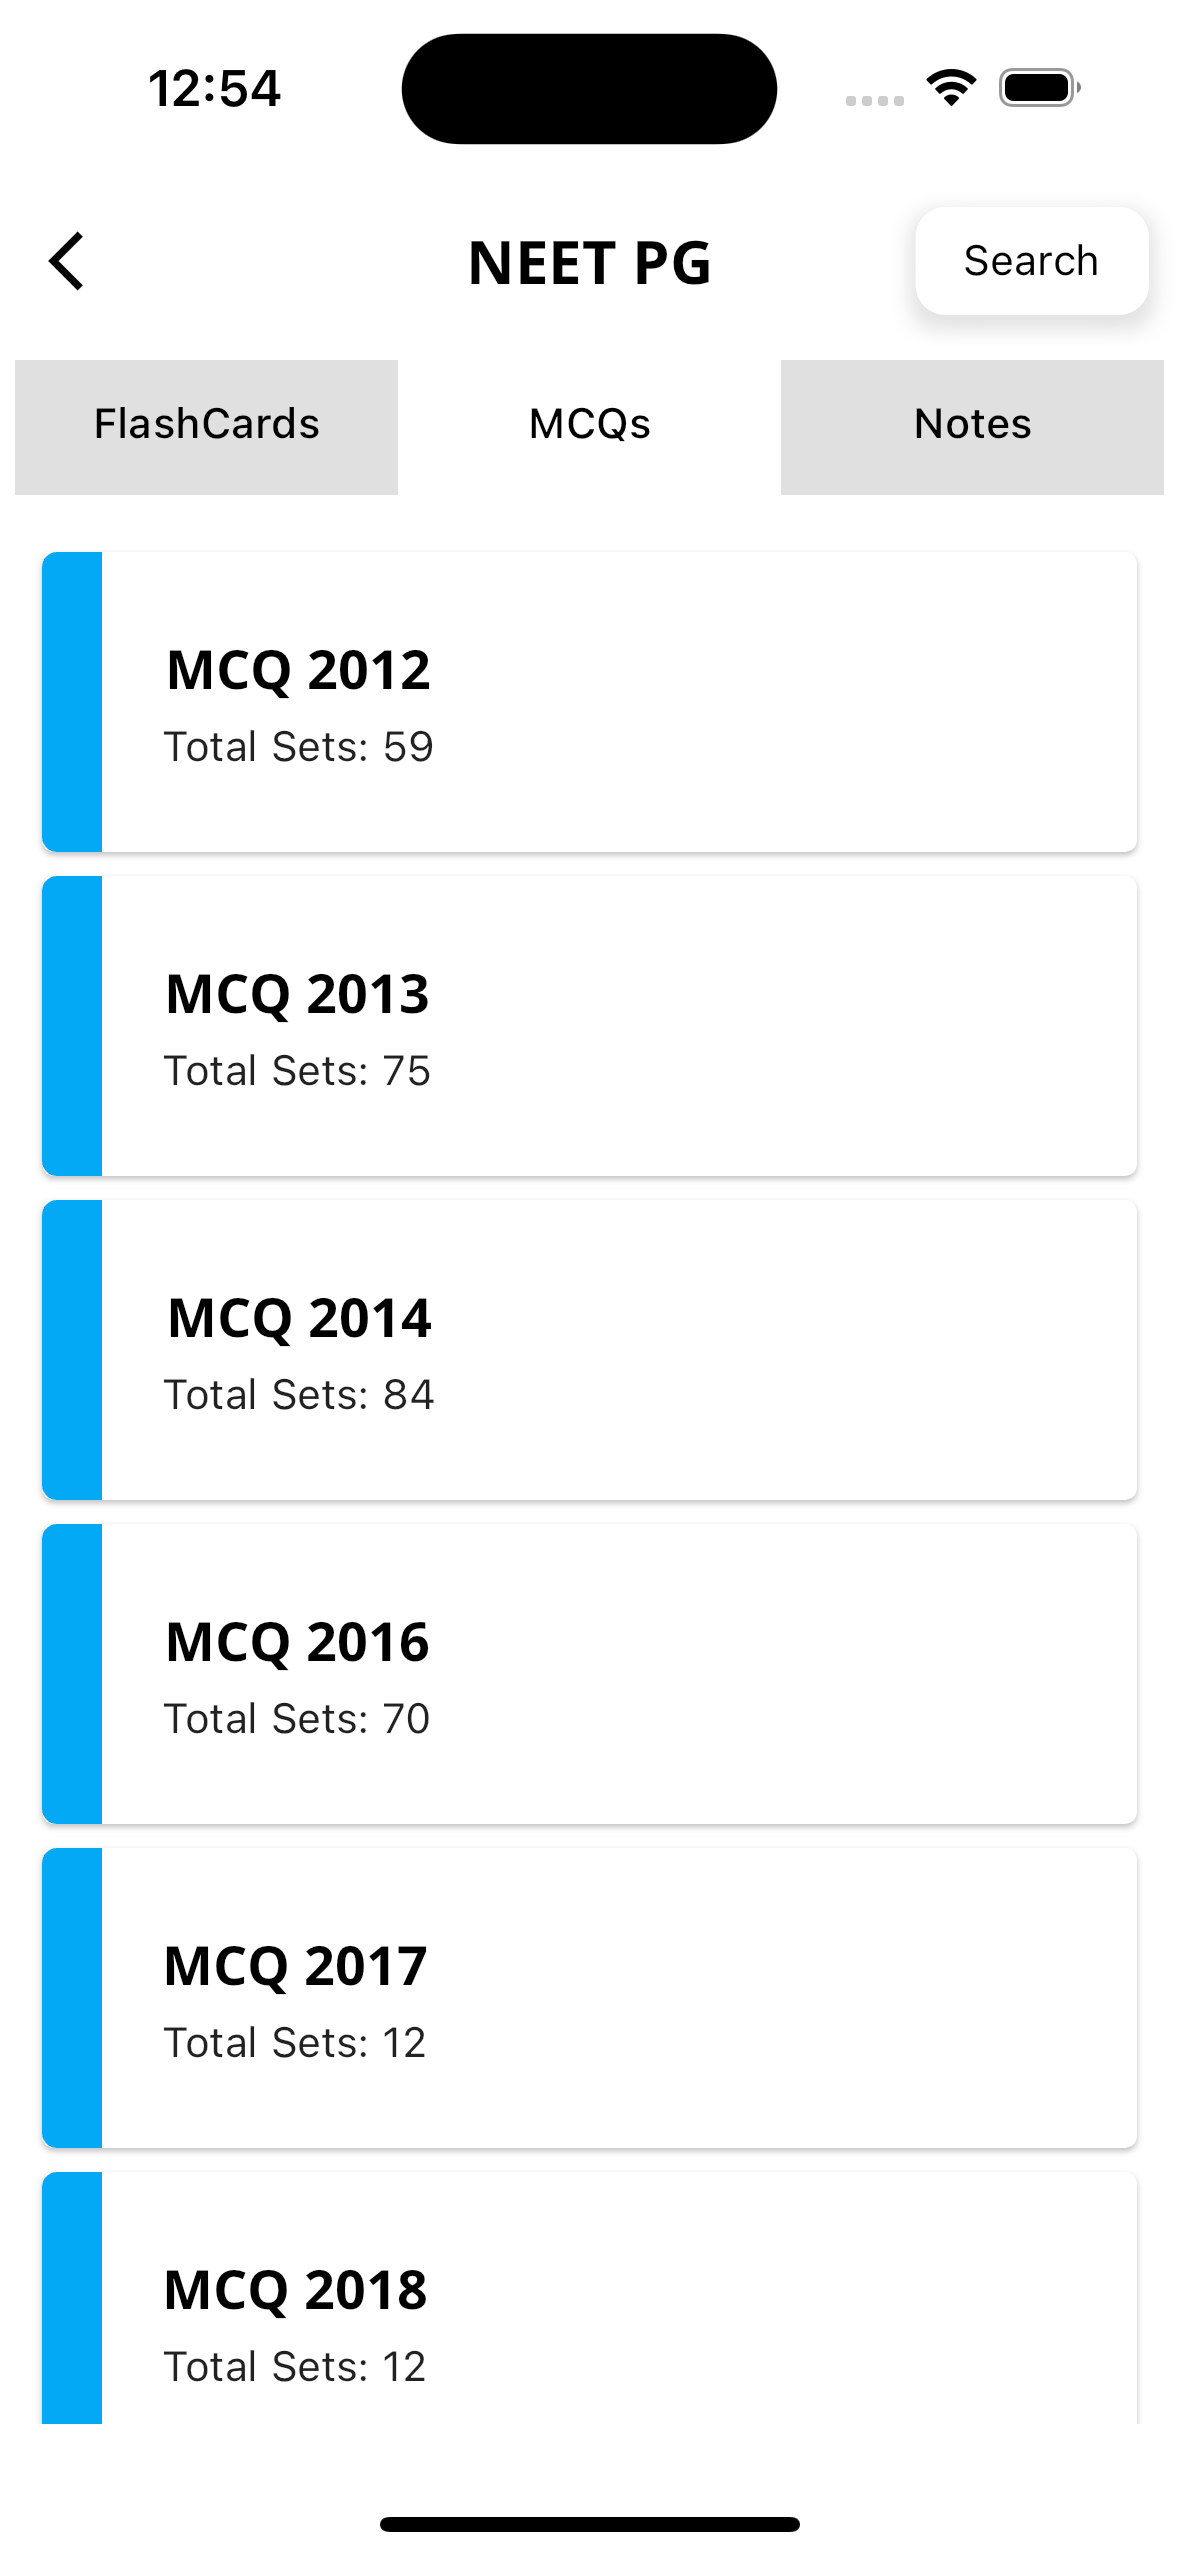 12:54
NEET PG
Search
FlashCards
MCQs
Notes
MCQ 2012
Total Sets: 59
MCQ 2013
Total Sets: 75
MCQ 2014
Total Sets: 84
MCQ 2016
Total Sets: 70
MCQ 2017
Total Sets: 12
MCQ 2018
Total Sets: 12